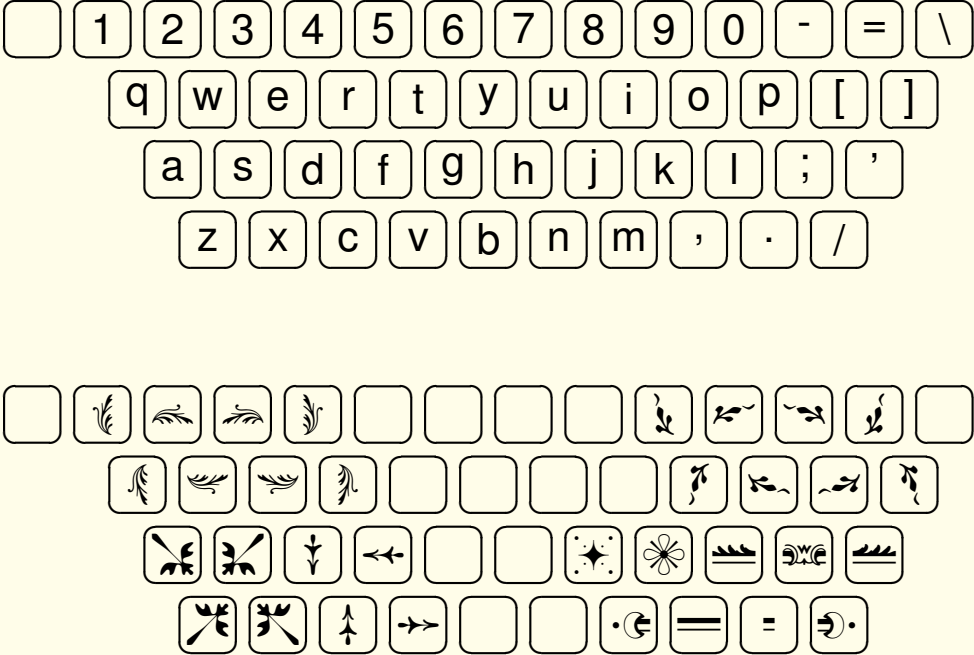 1 2 3 4 5 6 7 8 9 0 - = \
q w e r t y u i o p [ ]
a s d f g h j k l ; ’
z x c v b n m , . /